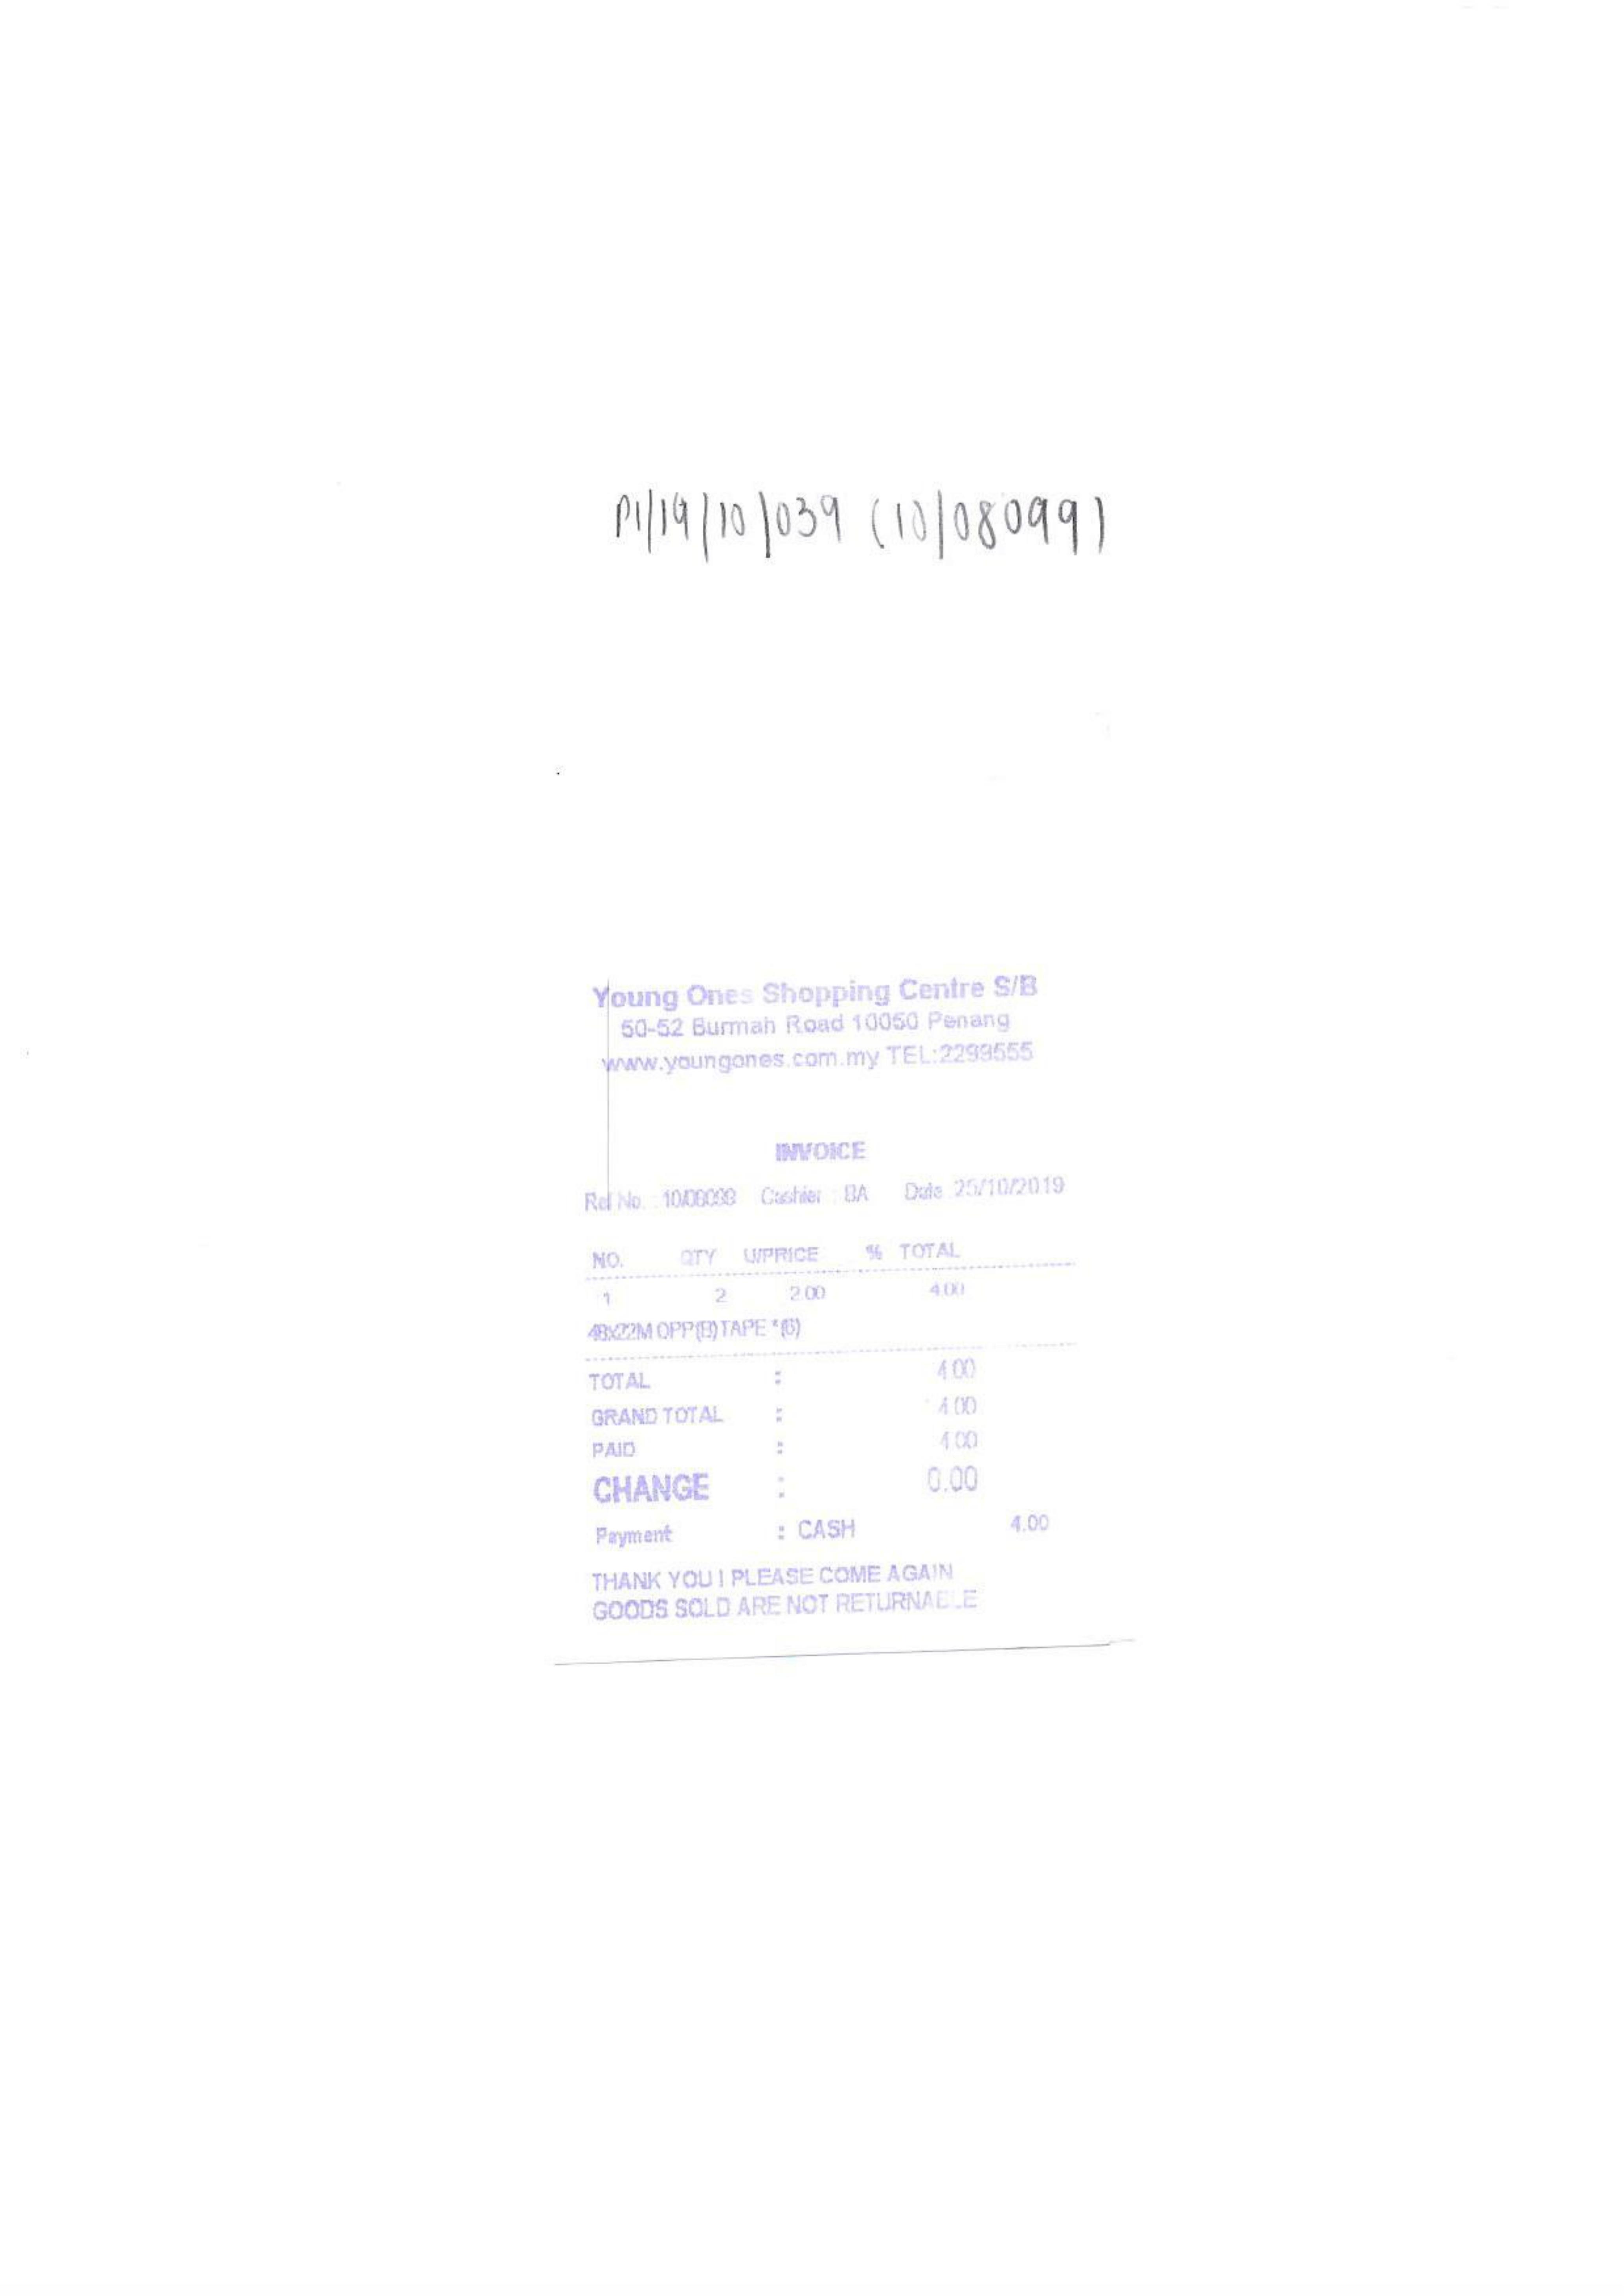 PI/19/10/039 (10/08099)
Young Ones Shopping Centre S/B
50-52 Burmah Road 10050 Penang
www.youngones.com.my TEL:2299555
INVOICE
Ref No. : Cashier : BA Date 25/10/2019
NO. QTY U/PRICE % TOTAL
1 2 2.00 4.00
48x22M OPP(B) TAPE *(6)
TOTAL : 4.00
GRAND TOTAL : 4.00
PAID : 4.00
CHANGE : 0.00
Payment : CASH 4.00
THANK YOU ! PLEASE COME AGAIN
GOODS SOLD ARE NOT RETURNABLE